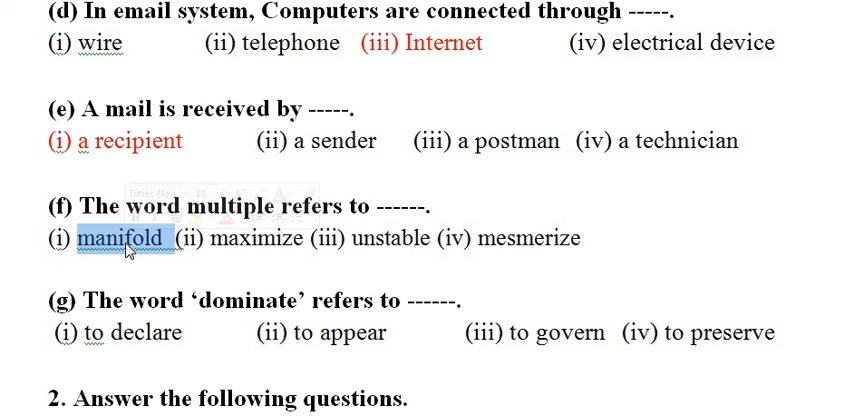 (d) In email system, Computers are connected through -----.
(i) wire (ii) telephone (iii) Internet (iv) electrical device
(e) A mail is received by -----.
(i) a recipient (ii) a sender (iii) a postman (iv) a technician
Times New 16
(f) The word multiple refers to ------.
(i) manifold (ii) maximize (iii) unstable (iv) mesmerize
(g) The word ‘dominate’ refers to ------.
(i) to declare (ii) to appear (iii) to govern (iv) to preserve
2. Answer the following questions.